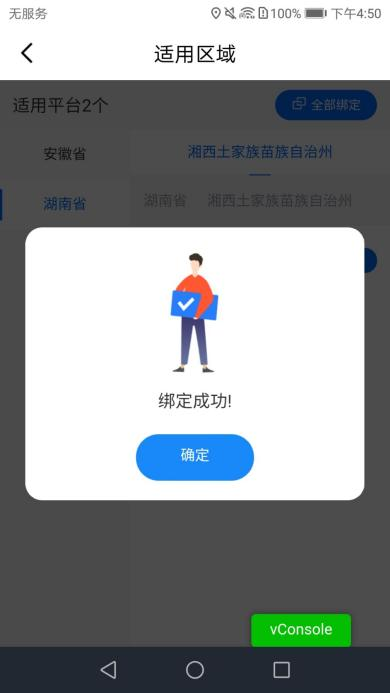 无服务
100% 下午4:50
适用区域
适用平台2个
全部绑定
安徽省
湘西土家族苗族自治州
湖南省
湖南省 湘西土家族苗族自治州
绑定成功!
确定
vConsole